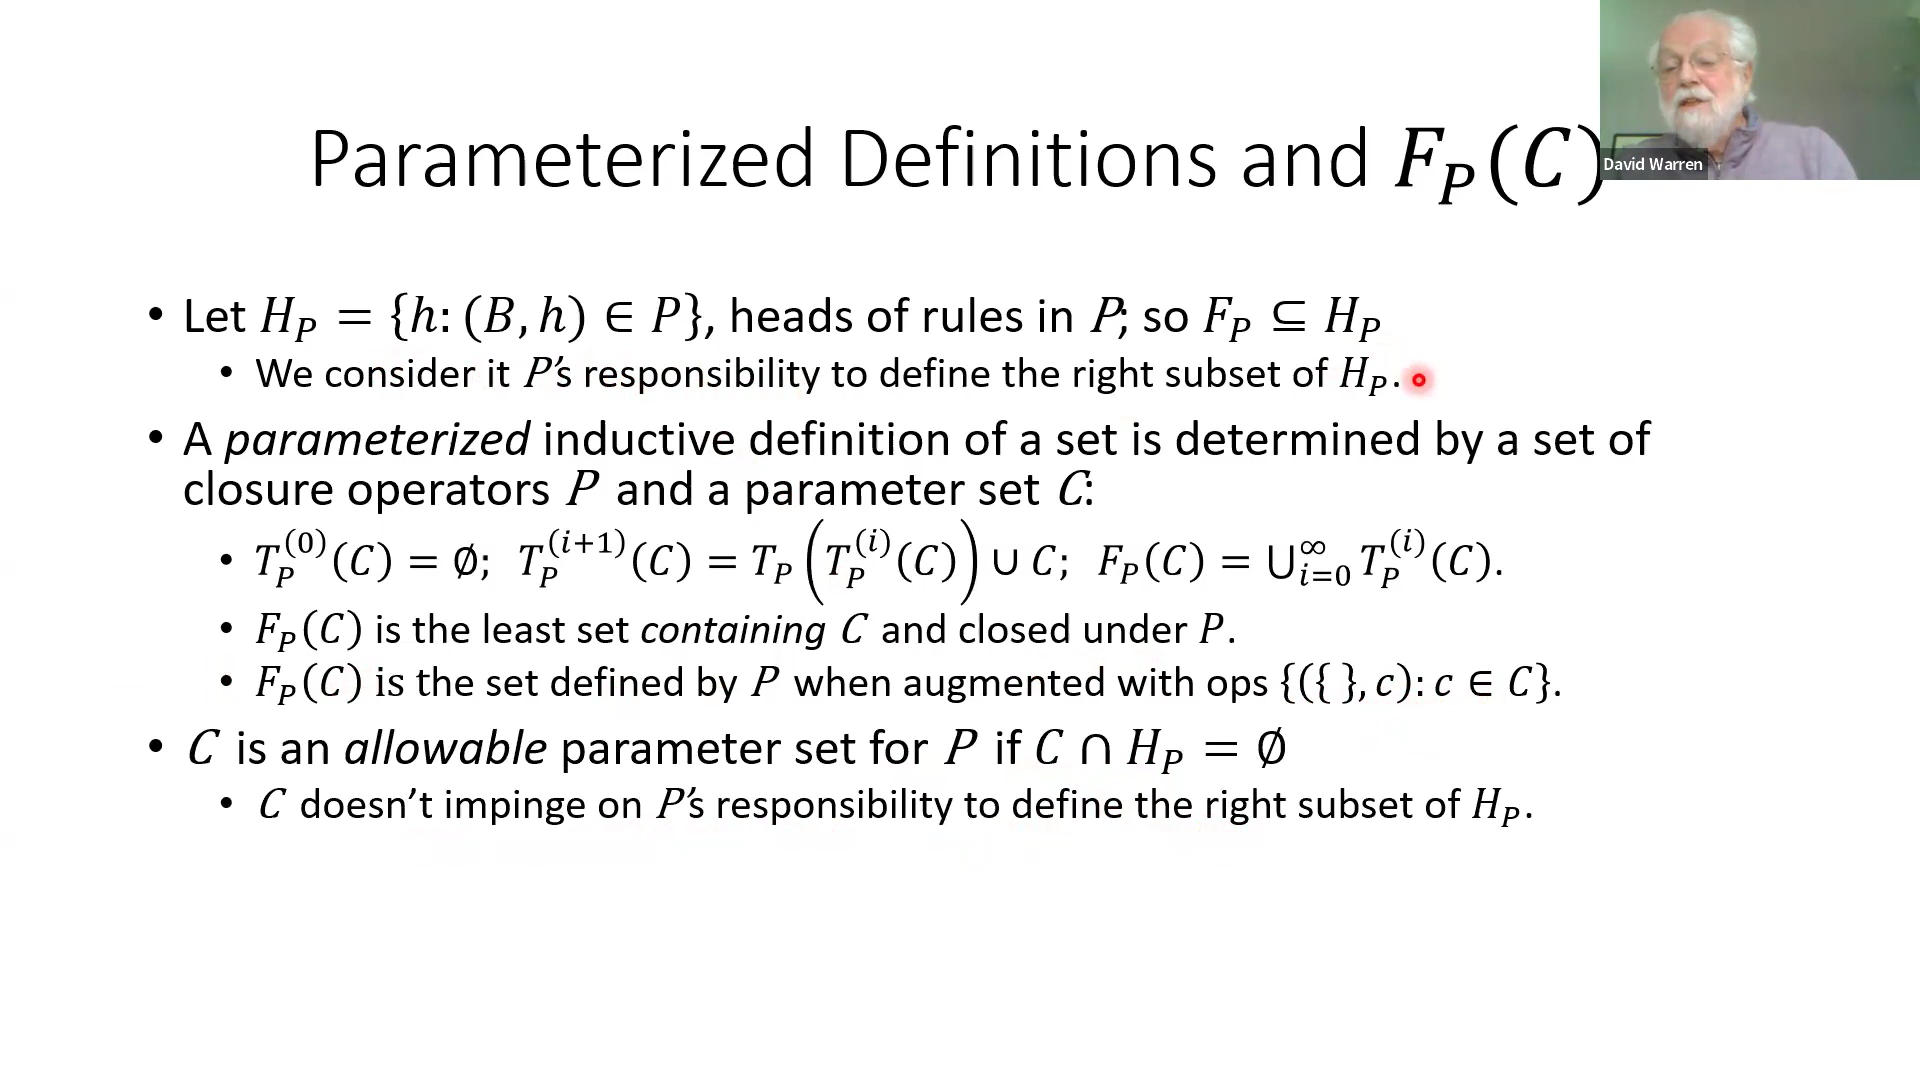 Parameterized Definitions and F_P(C)
David Warren
• Let H_P = {h: (B, h) ∈ P}, heads of rules in P; so F_P ⊆ H_P
• We consider it P's responsibility to define the right subset of H_P.
• A parameterized inductive definition of a set is determined by a set of
closure operators P and a parameter set C:
• T_P^{(0)}(C) = ∅; T_P^{(i+1)}(C) = T_P(T_P^{(i)}(C)) ∪ C; F_P(C) = ⋃_{i=0}^{∞} T_P^{(i)}(C).
• F_P(C) is the least set containing C and closed under P.
• F_P(C) is the set defined by P when augmented with ops {({ }, c): c ∈ C}.
• C is an allowable parameter set for P if C ∩ H_P = ∅
• C doesn't impinge on P's responsibility to define the right subset of H_P.